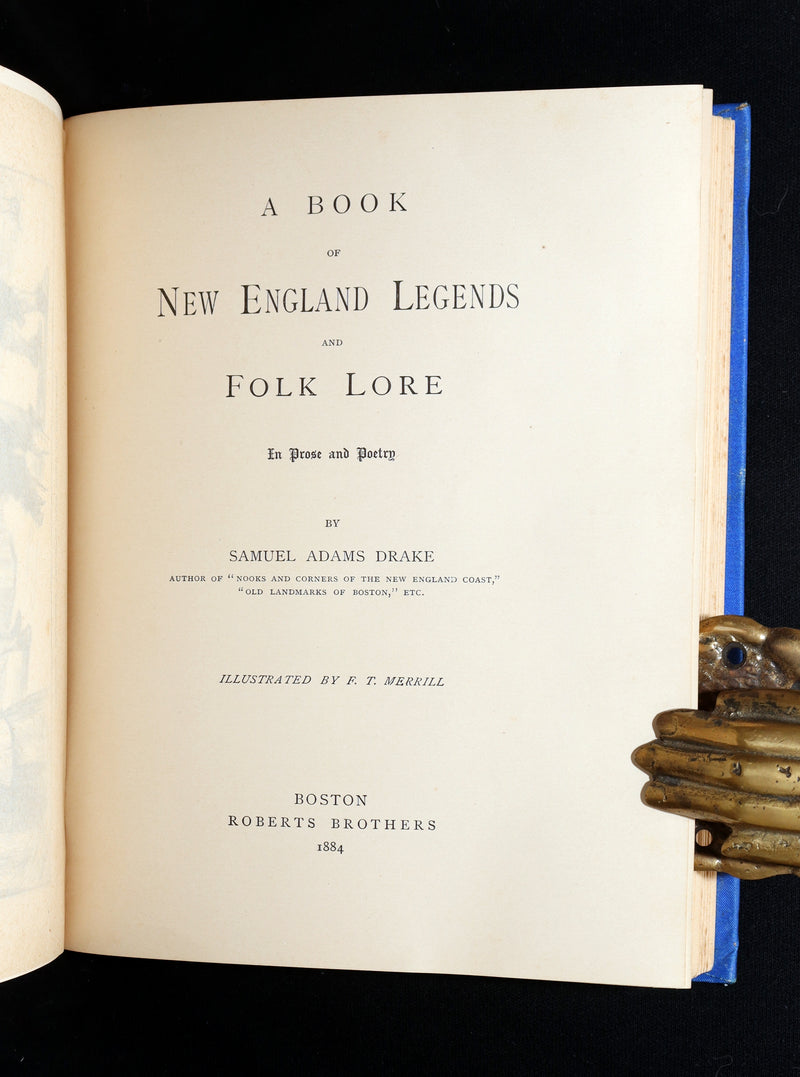 A BOOK
OF
NEW ENGLAND LEGENDS
AND
FOLK LORE
In Prose and Poetry
BY
SAMUEL ADAMS DRAKE
AUTHOR OF "NOOKS AND CORNERS OF THE NEW ENGLAND COAST,"
"OLD LANDMARKS OF BOSTON," ETC.
ILLUSTRATED BY F. T. MERRILL
BOSTON
ROBERTS BROTHERS
1884